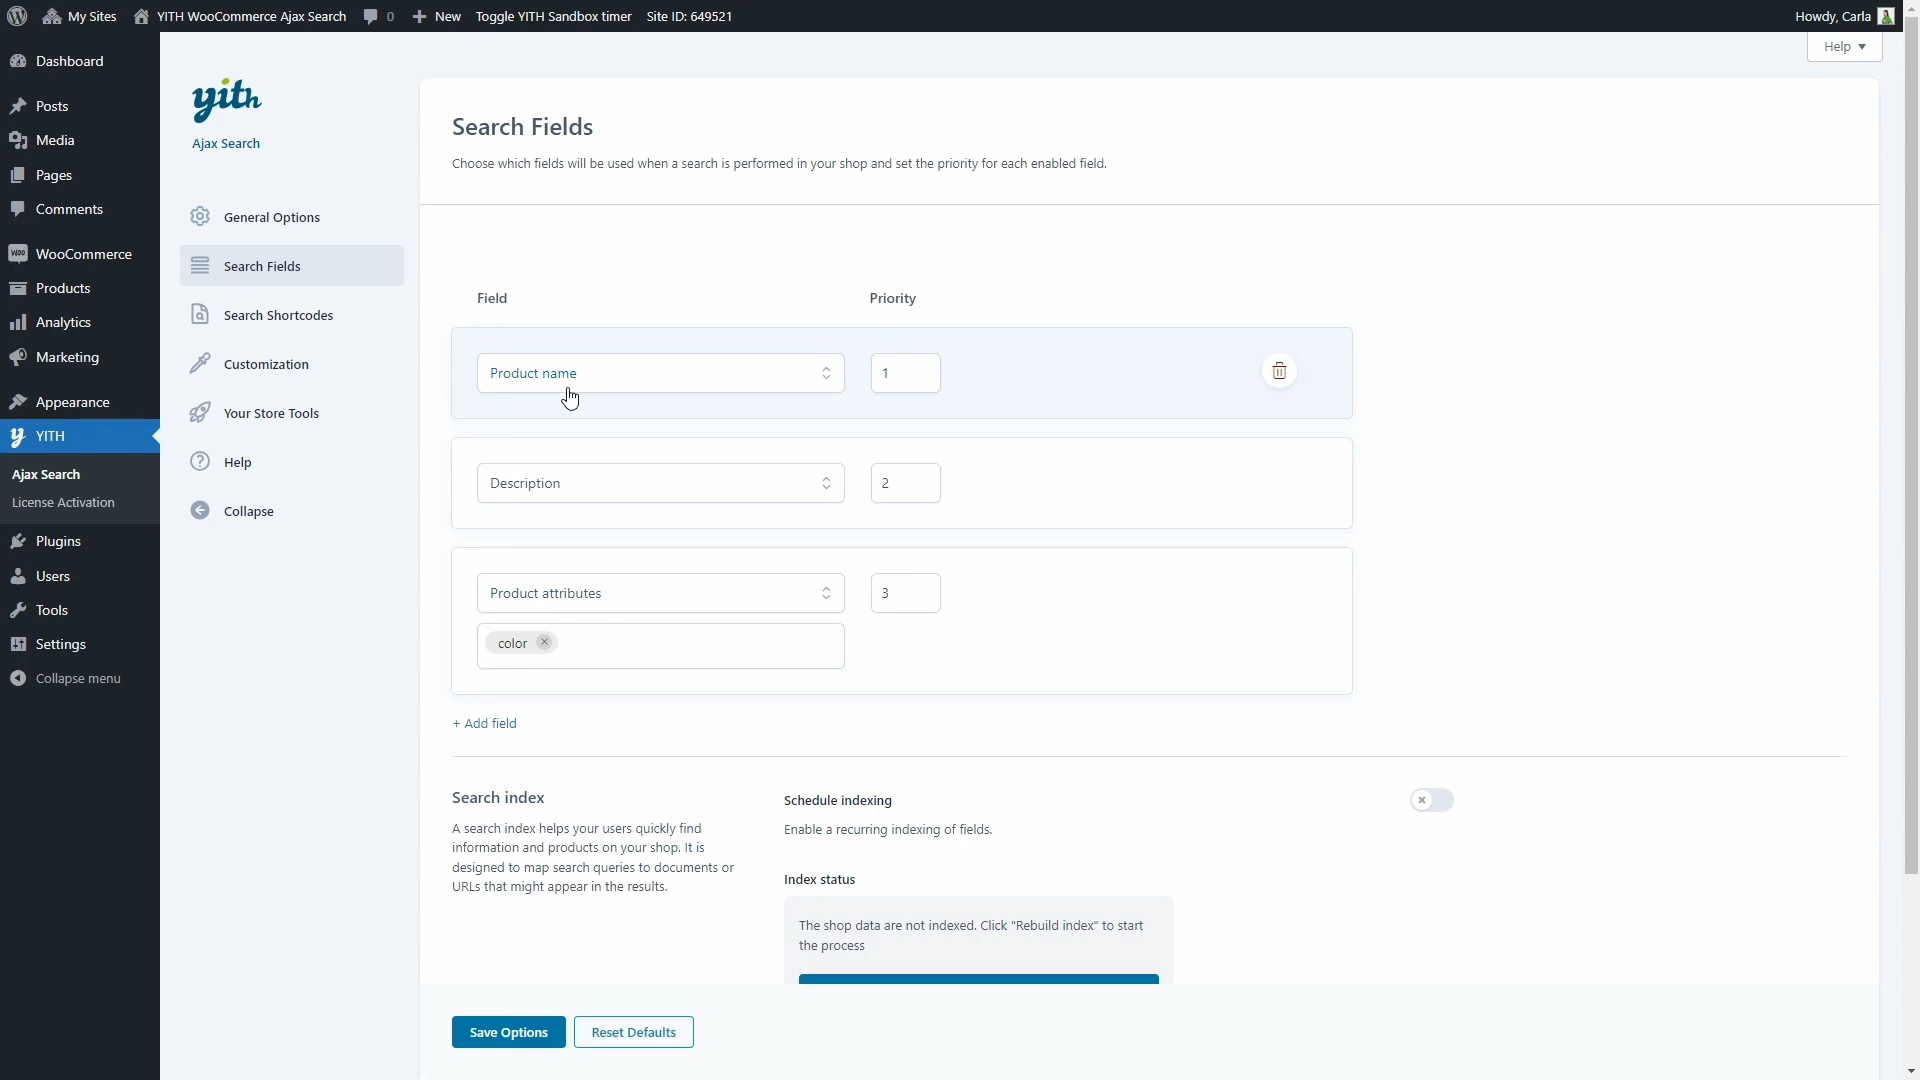 My Sites
YITH WooCommerce Ajax Search
0
New
Toggle YITH Sandbox timer
Site ID: 649521
Howdy, Carla
Help
Dashboard
Posts
Media
Pages
Comments
WooCommerce
Products
Analytics
Marketing
Appearance
YITH
Ajax Search
License Activation
Plugins
Users
Tools
Settings
Collapse menu
yith
Ajax Search
General Options
Search Fields
Search Shortcodes
Customization
Your Store Tools
Help
Collapse
Search Fields
Choose which fields will be used when a search is performed in your shop and set the priority for each enabled field.
Field Priority
Product name 1
Description 2
Product attributes 3
color ×
+ Add field
Search index
A search index helps your users quickly find
information and products on your shop. It is
designed to map search queries to documents or
URLs that might appear in the results.
Schedule indexing
Enable a recurring indexing of fields.
Index status
The shop data are not indexed. Click "Rebuild index" to start
the process
Save Options
Reset Defaults